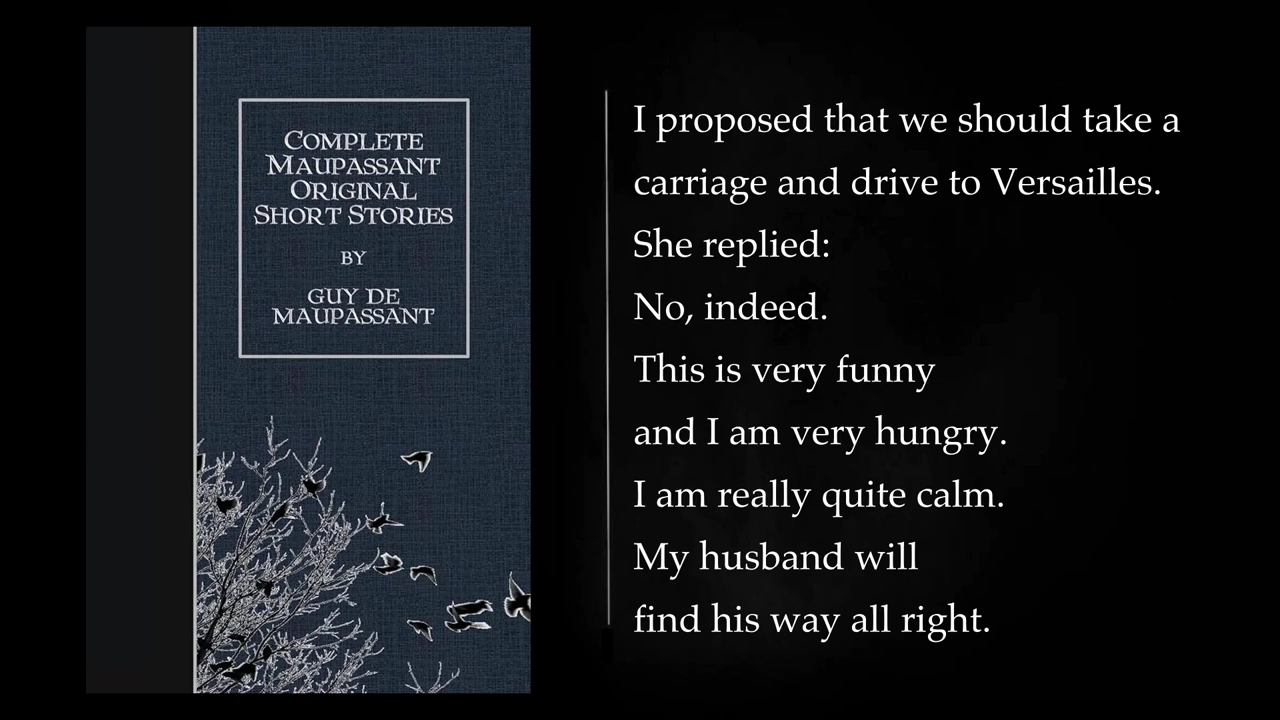 COMPLETE
MAUPASSANT
ORIGINAL
SHORT STORIES
BY
GUY DE
MAUPASSANT
I proposed that we should take a
carriage and drive to Versailles.
She replied:
No, indeed.
This is very funny
and I am very hungry.
I am really quite calm.
My husband will
find his way all right.